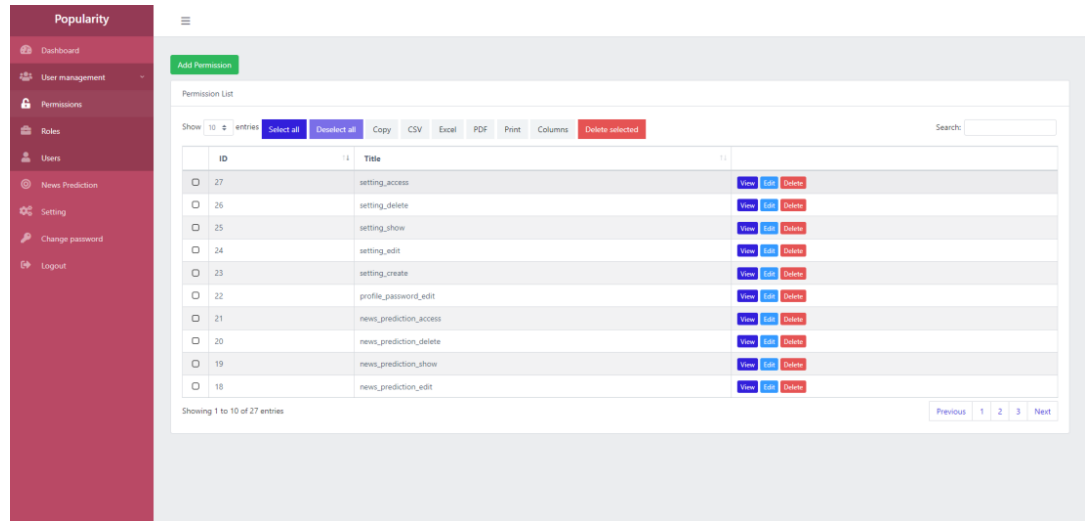 Popularity
Dashboard
User management
Permissions
Roles
Users
News Prediction
Setting
Change password
Logout
Add Permission
Permission List
Show 10 entries Select all Deselect all Copy CSV Excel PDF Print Columns Delete selected Search:
ID Title
27 setting_access View Edit Delete
26 setting_delete View Edit Delete
25 setting_show View Edit Delete
24 setting_edit View Edit Delete
23 setting_create View Edit Delete
22 profile_password_edit View Edit Delete
21 news_prediction_access View Edit Delete
20 news_prediction_delete View Edit Delete
19 news_prediction_show View Edit Delete
18 news_prediction_edit View Edit Delete
Showing 1 to 10 of 27 entries Previous 1 2 3 Next